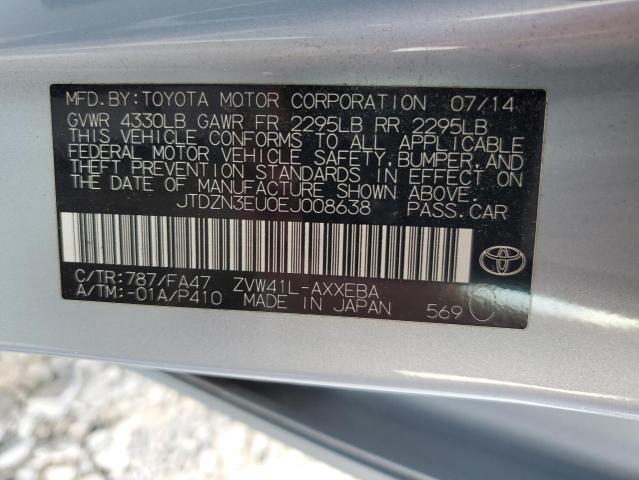 MFD. BY: TOYOTA MOTOR CORPORATION 07/14
GVWR 4330LB GAWR FR 2295LB RR 2295LB
THIS VEHICLE CONFORMS TO ALL APPLICABLE
FEDERAL MOTOR VEHICLE SAFETY, BUMPER, AND
THEFT PREVENTION STANDARDS IN EFFECT ON
THE DATE OF MANUFACTURE SHOWN ABOVE.
JTDZN3EU0EJ008638 PASS. CAR
C/TR: 787/FA47 ZVW41L-AXXEBA
A/TM: -01A/P410 MADE IN JAPAN 569 C